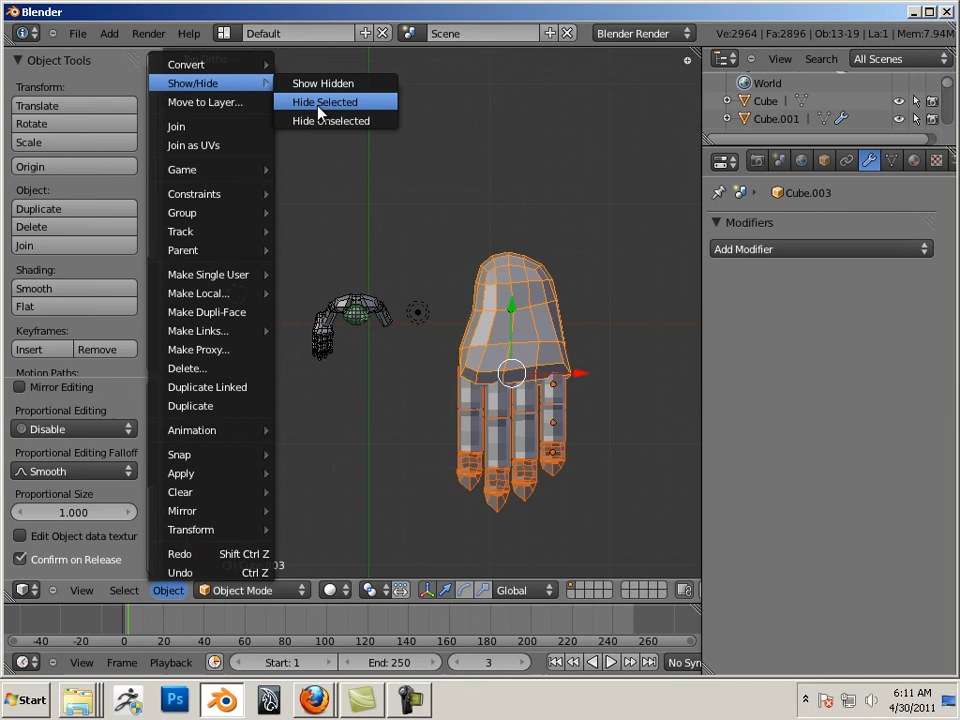 Blender
File Add Render Help Default Scene Blender Render Ve:2964 | Fa:2896 | Ob:13-19 | La:1 | Mem:7.94M
Object Tools
Transform:
Translate
Rotate
Scale
Origin
Object:
Duplicate
Delete
Join
Shading:
Smooth
Flat
Keyframes:
Insert Remove
Motion Paths:
Mirror Editing
Proportional Editing
Disable
Proportional Editing Falloff
Smooth
Proportional Size
1.000
Edit Object data textur
Confirm on Release
Convert
Show/Hide
Move to Layer...
Join
Join as UVs
Game
Constraints
Group
Track
Parent
Make Single User
Make Local...
Make Dupli-Face
Make Links...
Make Proxy...
Delete...
Duplicate Linked
Duplicate
Animation
Snap
Apply
Clear
Mirror
Transform
Redo Shift Ctrl Z
Undo Ctrl Z
Show Hidden
Hide Selected
Hide Unselected
View Search All Scenes
World
Cube
Cube.001
Cube.003
Modifiers
Add Modifier
View Select Object Object Mode Global
-40 -20 0 20 40 60 80 100 120 140 160 180 200 220 240 260
View Frame Playback Start: 1 End: 250 3 No Syn
Start Ps 6:11 AM
4/30/2011